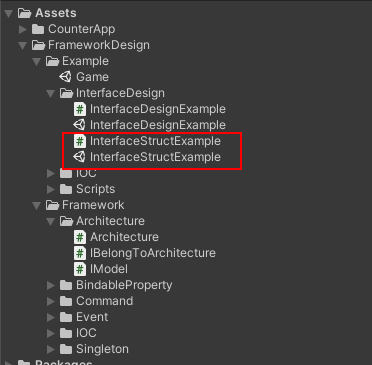 Assets
CounterApp
FrameworkDesign
Example
Game
InterfaceDesign
InterfaceDesignExample
InterfaceDesignExample
InterfaceStructExample
InterfaceStructExample
IOC
Scripts
Framework
Architecture
Architecture
IBelongToArchitecture
IModel
BindableProperty
Command
Event
IOC
Singleton
Packages